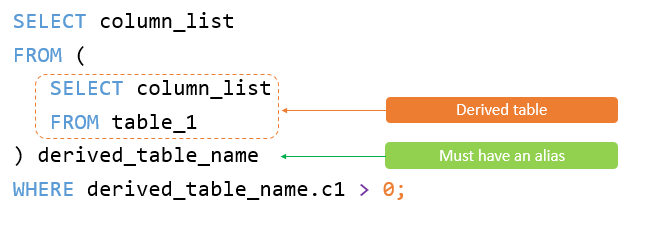 SELECT column_list
FROM (
SELECT column_list
FROM table_1
Derived table
) derived_table_name
Must have an alias
WHERE derived_table_name.c1 > 0;